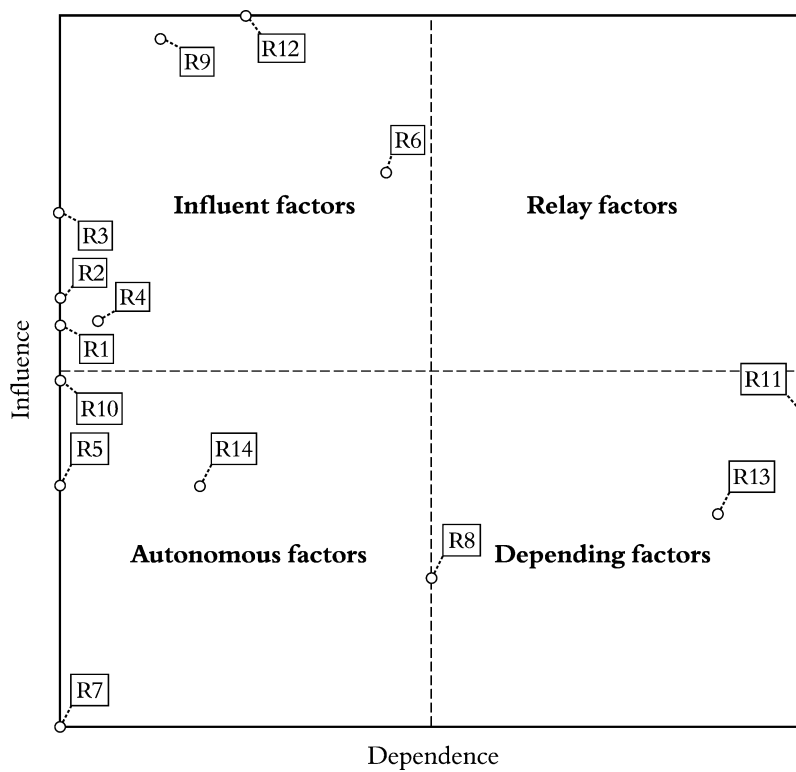 R12
R9
R6
Influent factors
Relay factors
R3
R2
R4
R1
Influence
R11
R10
R5
R14
R13
R8
Autonomous factors
Depending factors
R7
Dependence